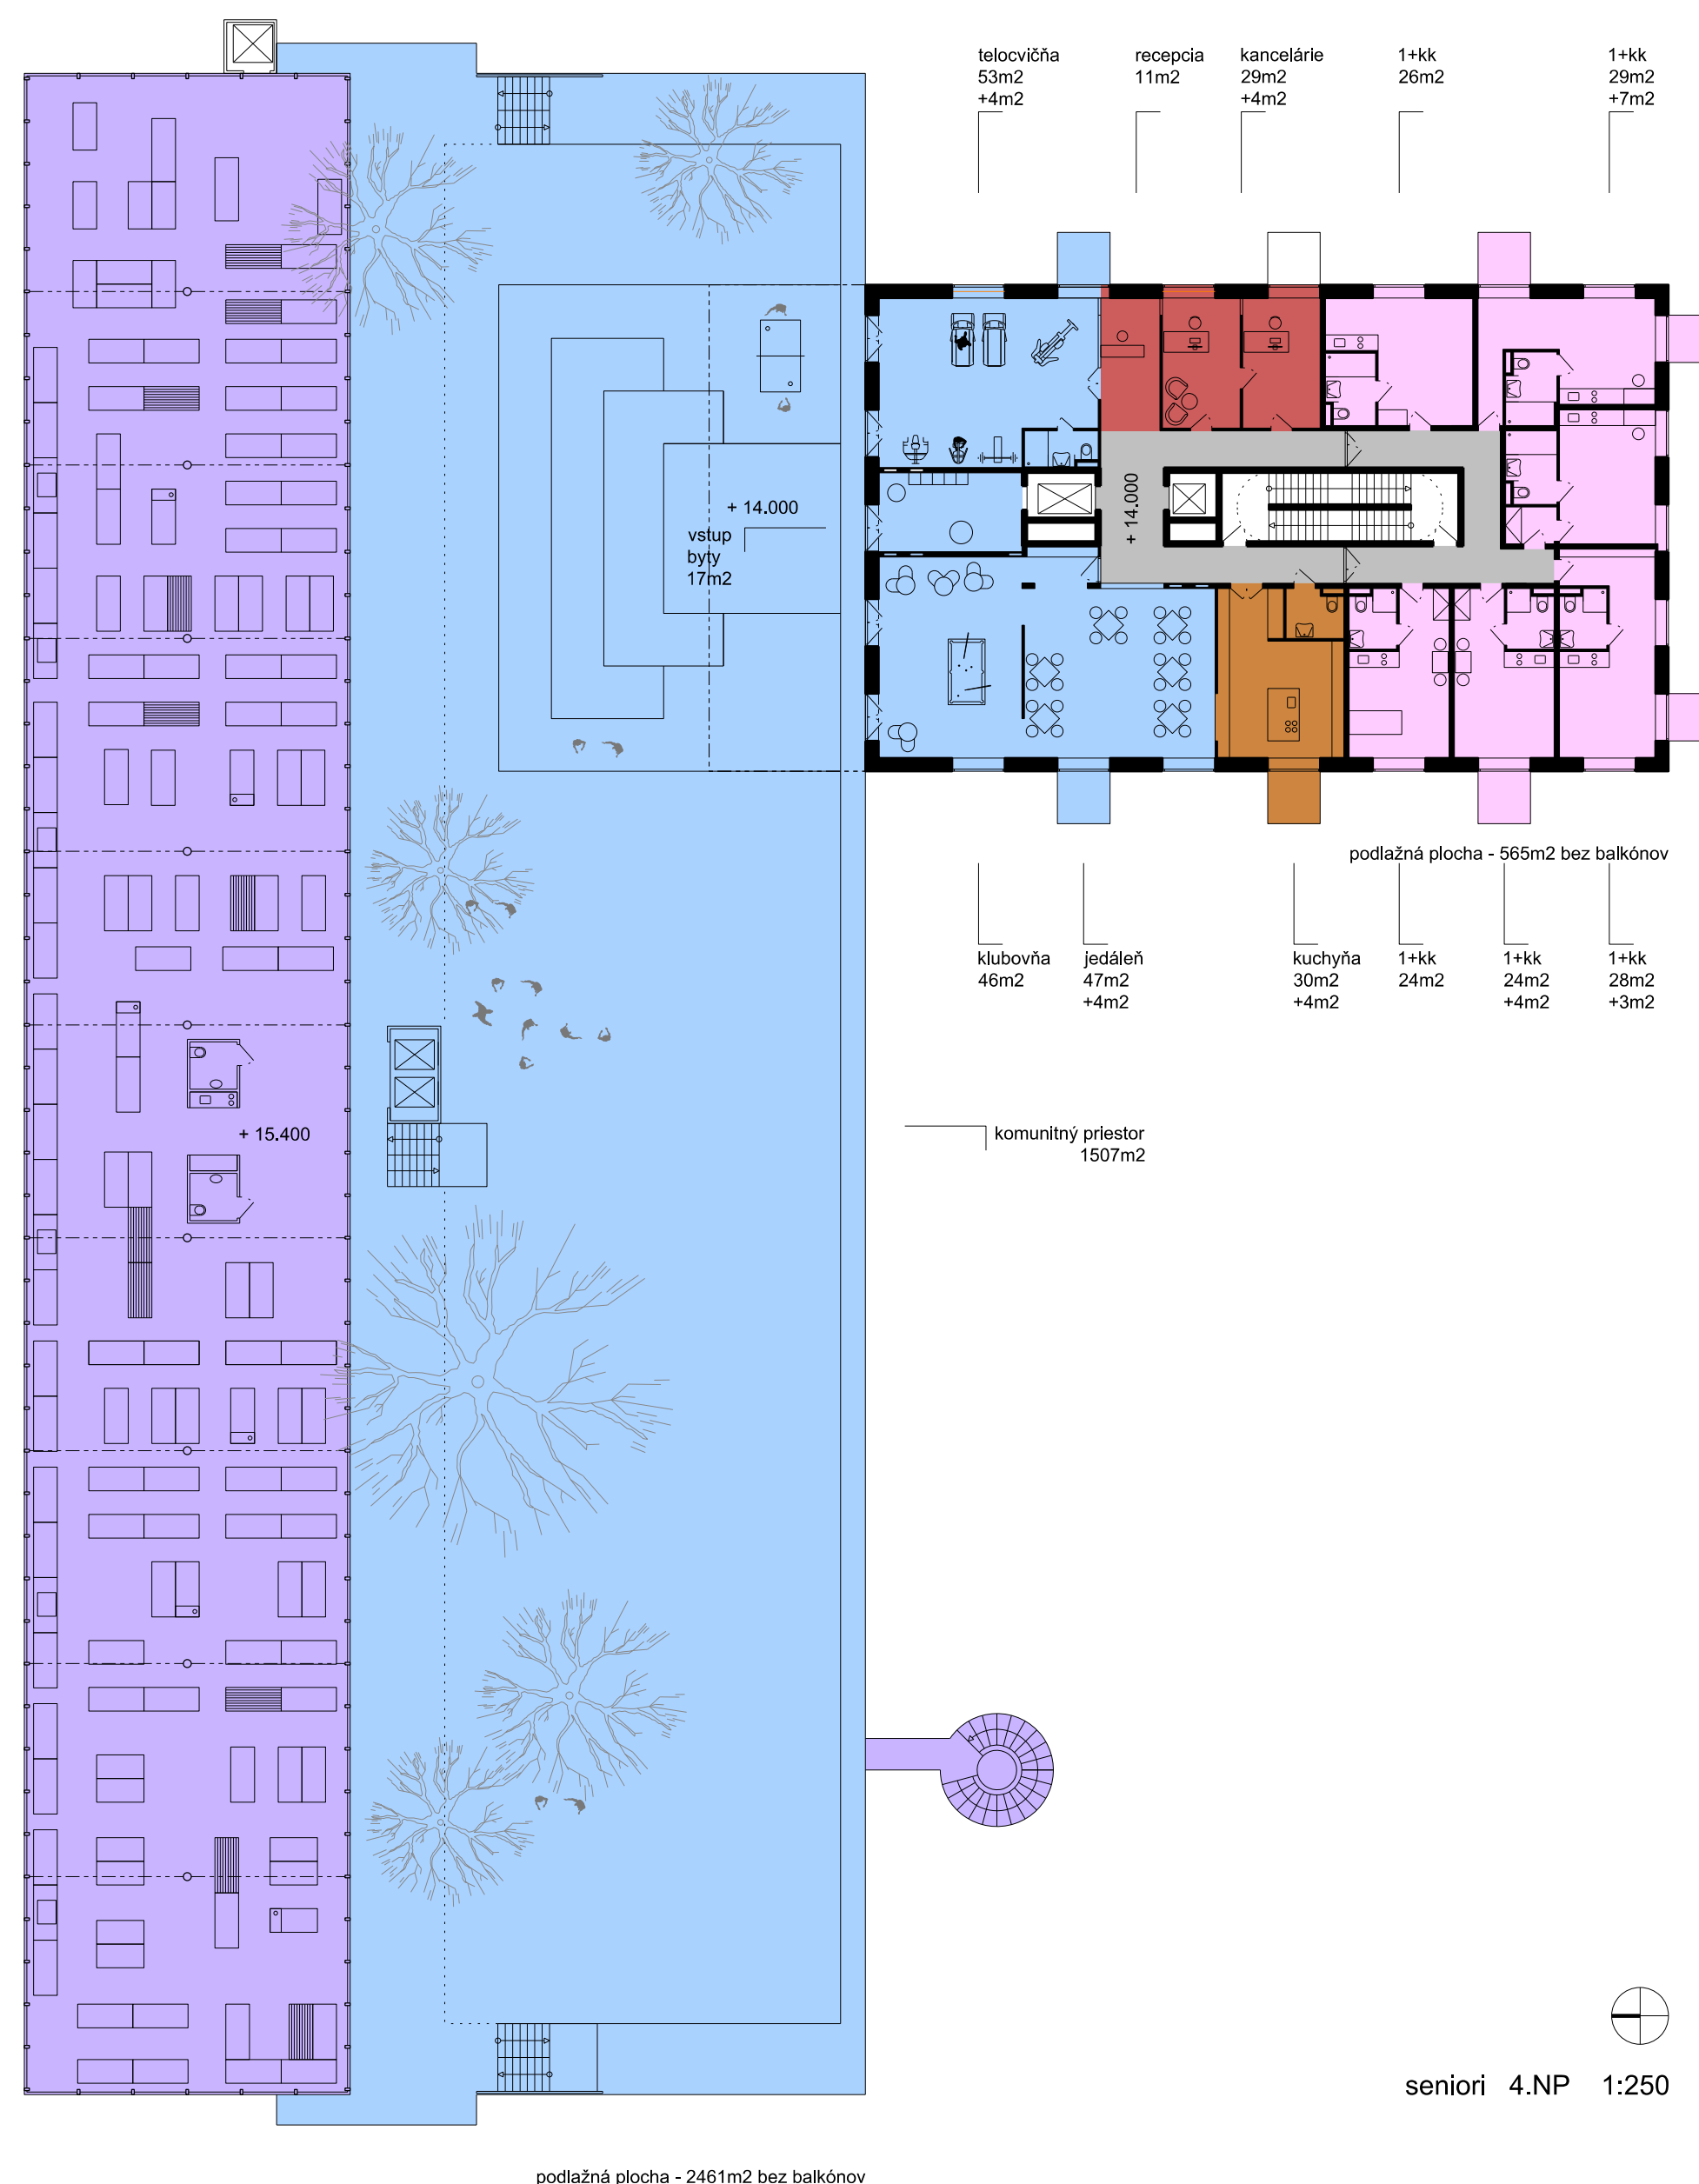 telocvičňa
53m2
+4m2
recepcia
11m2
kancelárie
29m2
+4m2
1+kk
26m2
1+kk
29m2
+7m2
+ 14.000
vstup
byty
17m2
+ 14.000
podlažná plocha - 565m2 bez balkónov
klubovňa
46m2
jedáleň
47m2
+4m2
kuchyňa
30m2
+4m2
1+kk
24m2
1+kk
24m2
+4m2
1+kk
28m2
+3m2
+ 15.400
komunitný priestor
1507m2
seniori 4.NP 1:250
podlažná plocha - 2461m2 bez balkónov